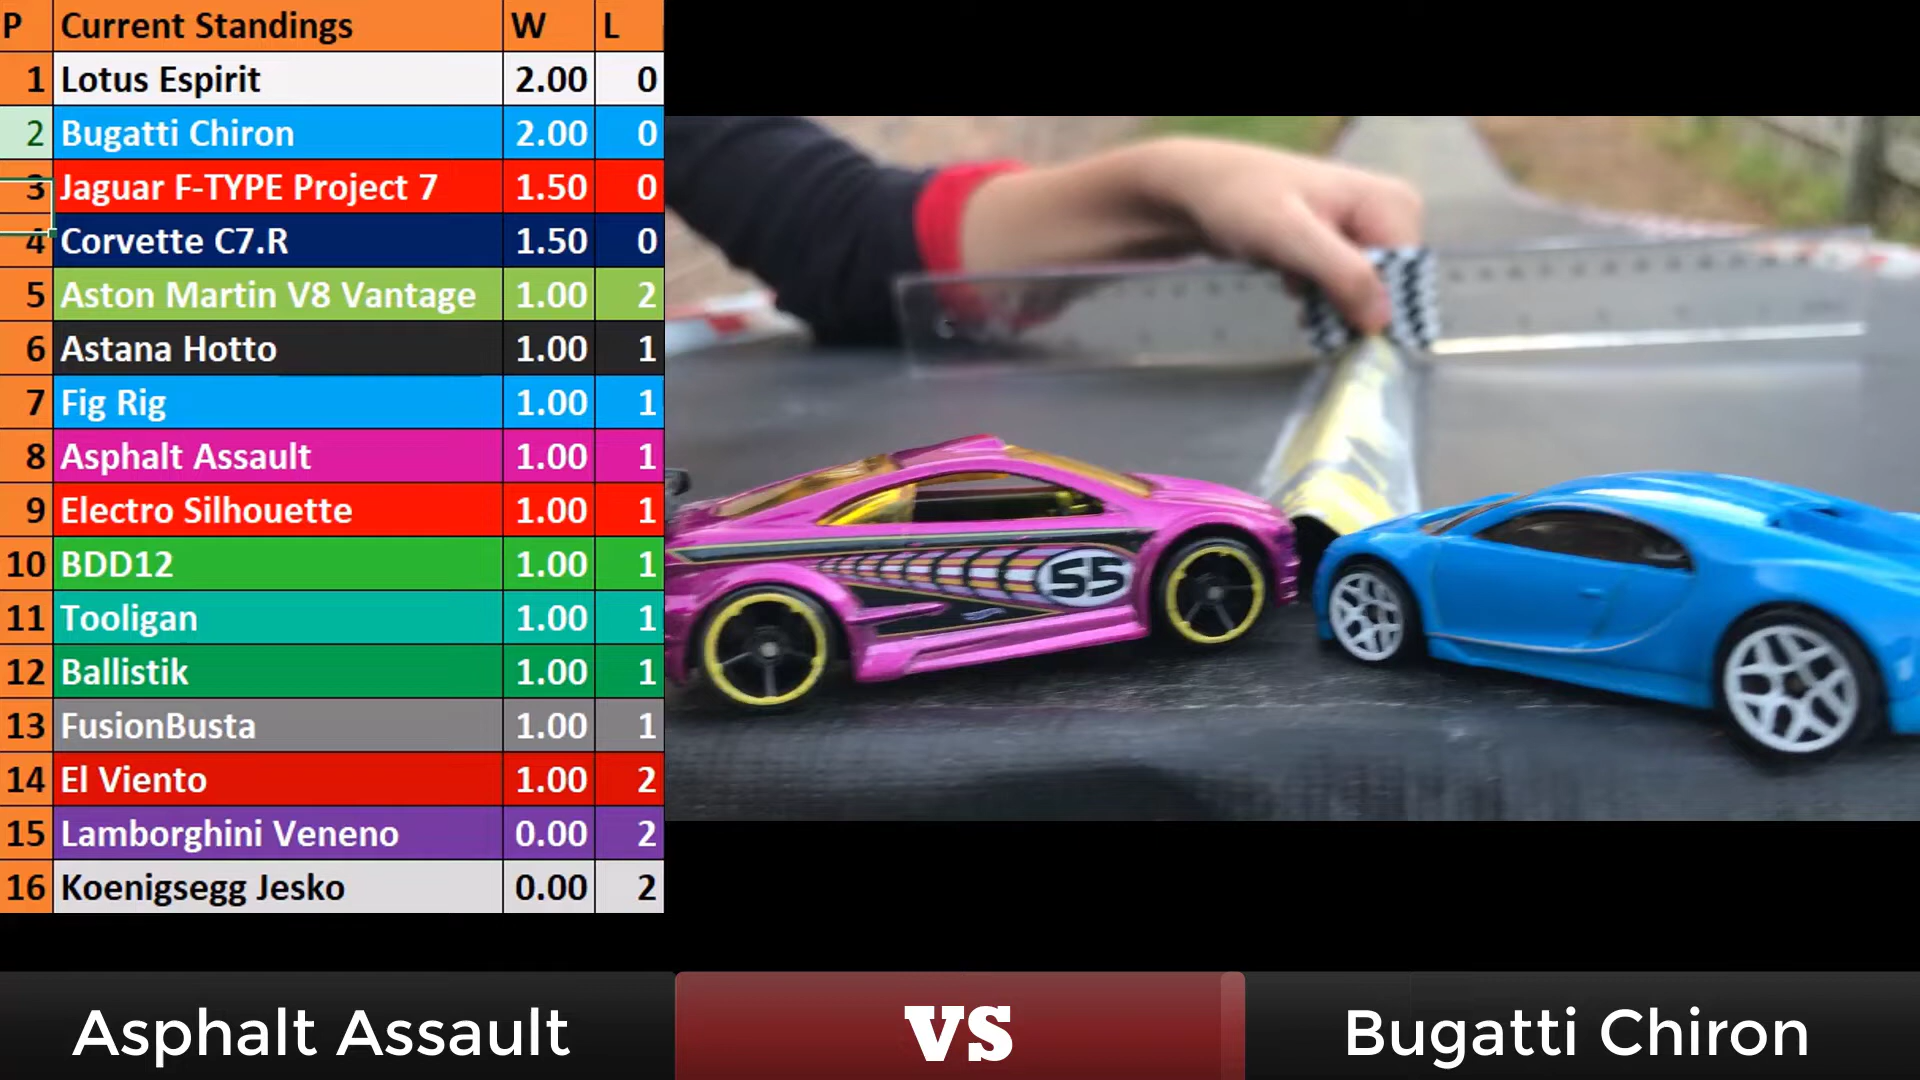 P Current Standings W L
1 Lotus Espirit 2.00 0
2 Bugatti Chiron 2.00 0
3 Jaguar F-TYPE Project 7 1.50 0
4 Corvette C7.R 1.50 0
5 Aston Martin V8 Vantage 1.00 2
6 Astana Hotto 1.00 1
7 Fig Rig 1.00 1
8 Asphalt Assault 1.00 1
9 Electro Silhouette 1.00 1
10 BDD12 1.00 1
11 Tooligan 1.00 1
12 Ballistik 1.00 1
13 FusionBusta 1.00 1
14 El Viento 1.00 2
15 Lamborghini Veneno 0.00 2
16 Koenigsegg Jesko 0.00 2
55
Asphalt Assault VS Bugatti Chiron